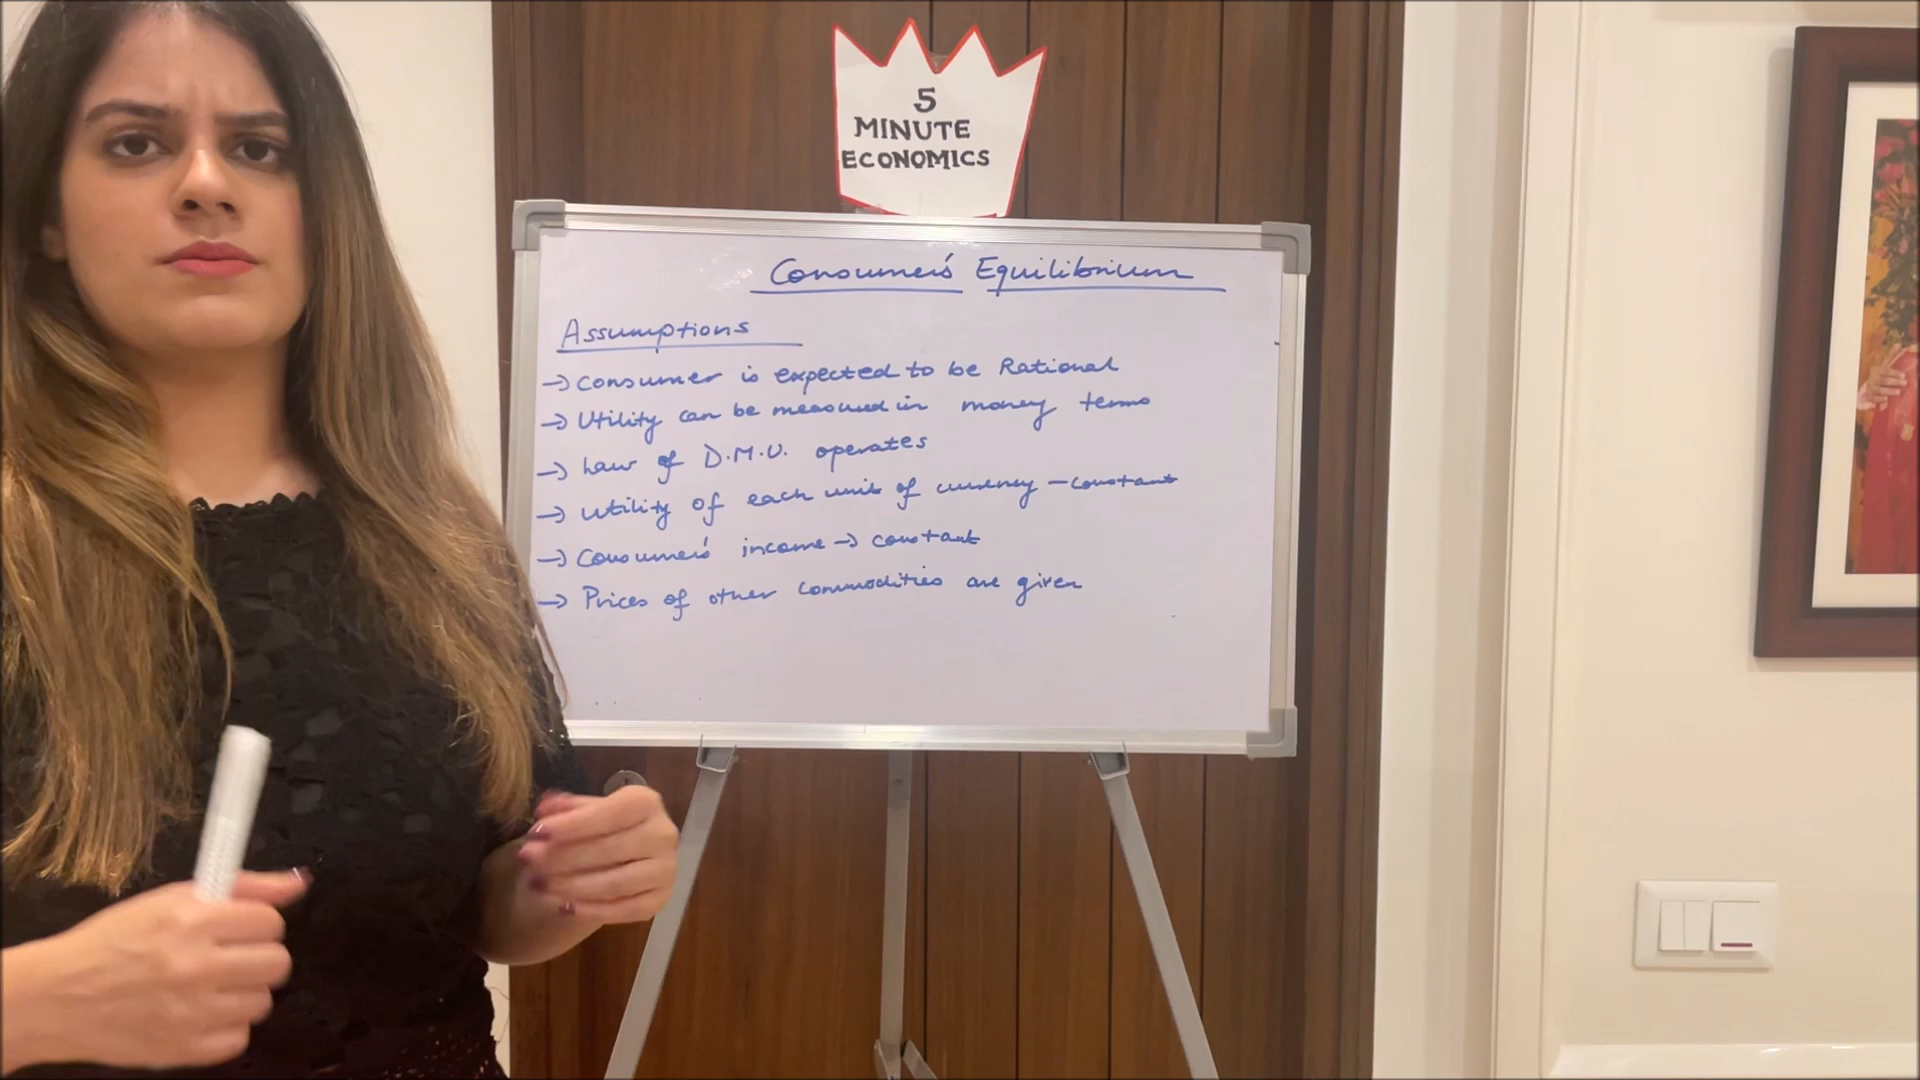 5
MINUTE
ECONOMICS
Consumer's Equilibrium
Assumptions
→ Consumer is expected to be Rational
→ Utility can be measured in money terms
→ Law of D.M.U. operates
→ Utility of each unit of currency - constant
→ Consumer's income → constant
→ Prices of other commodities are given